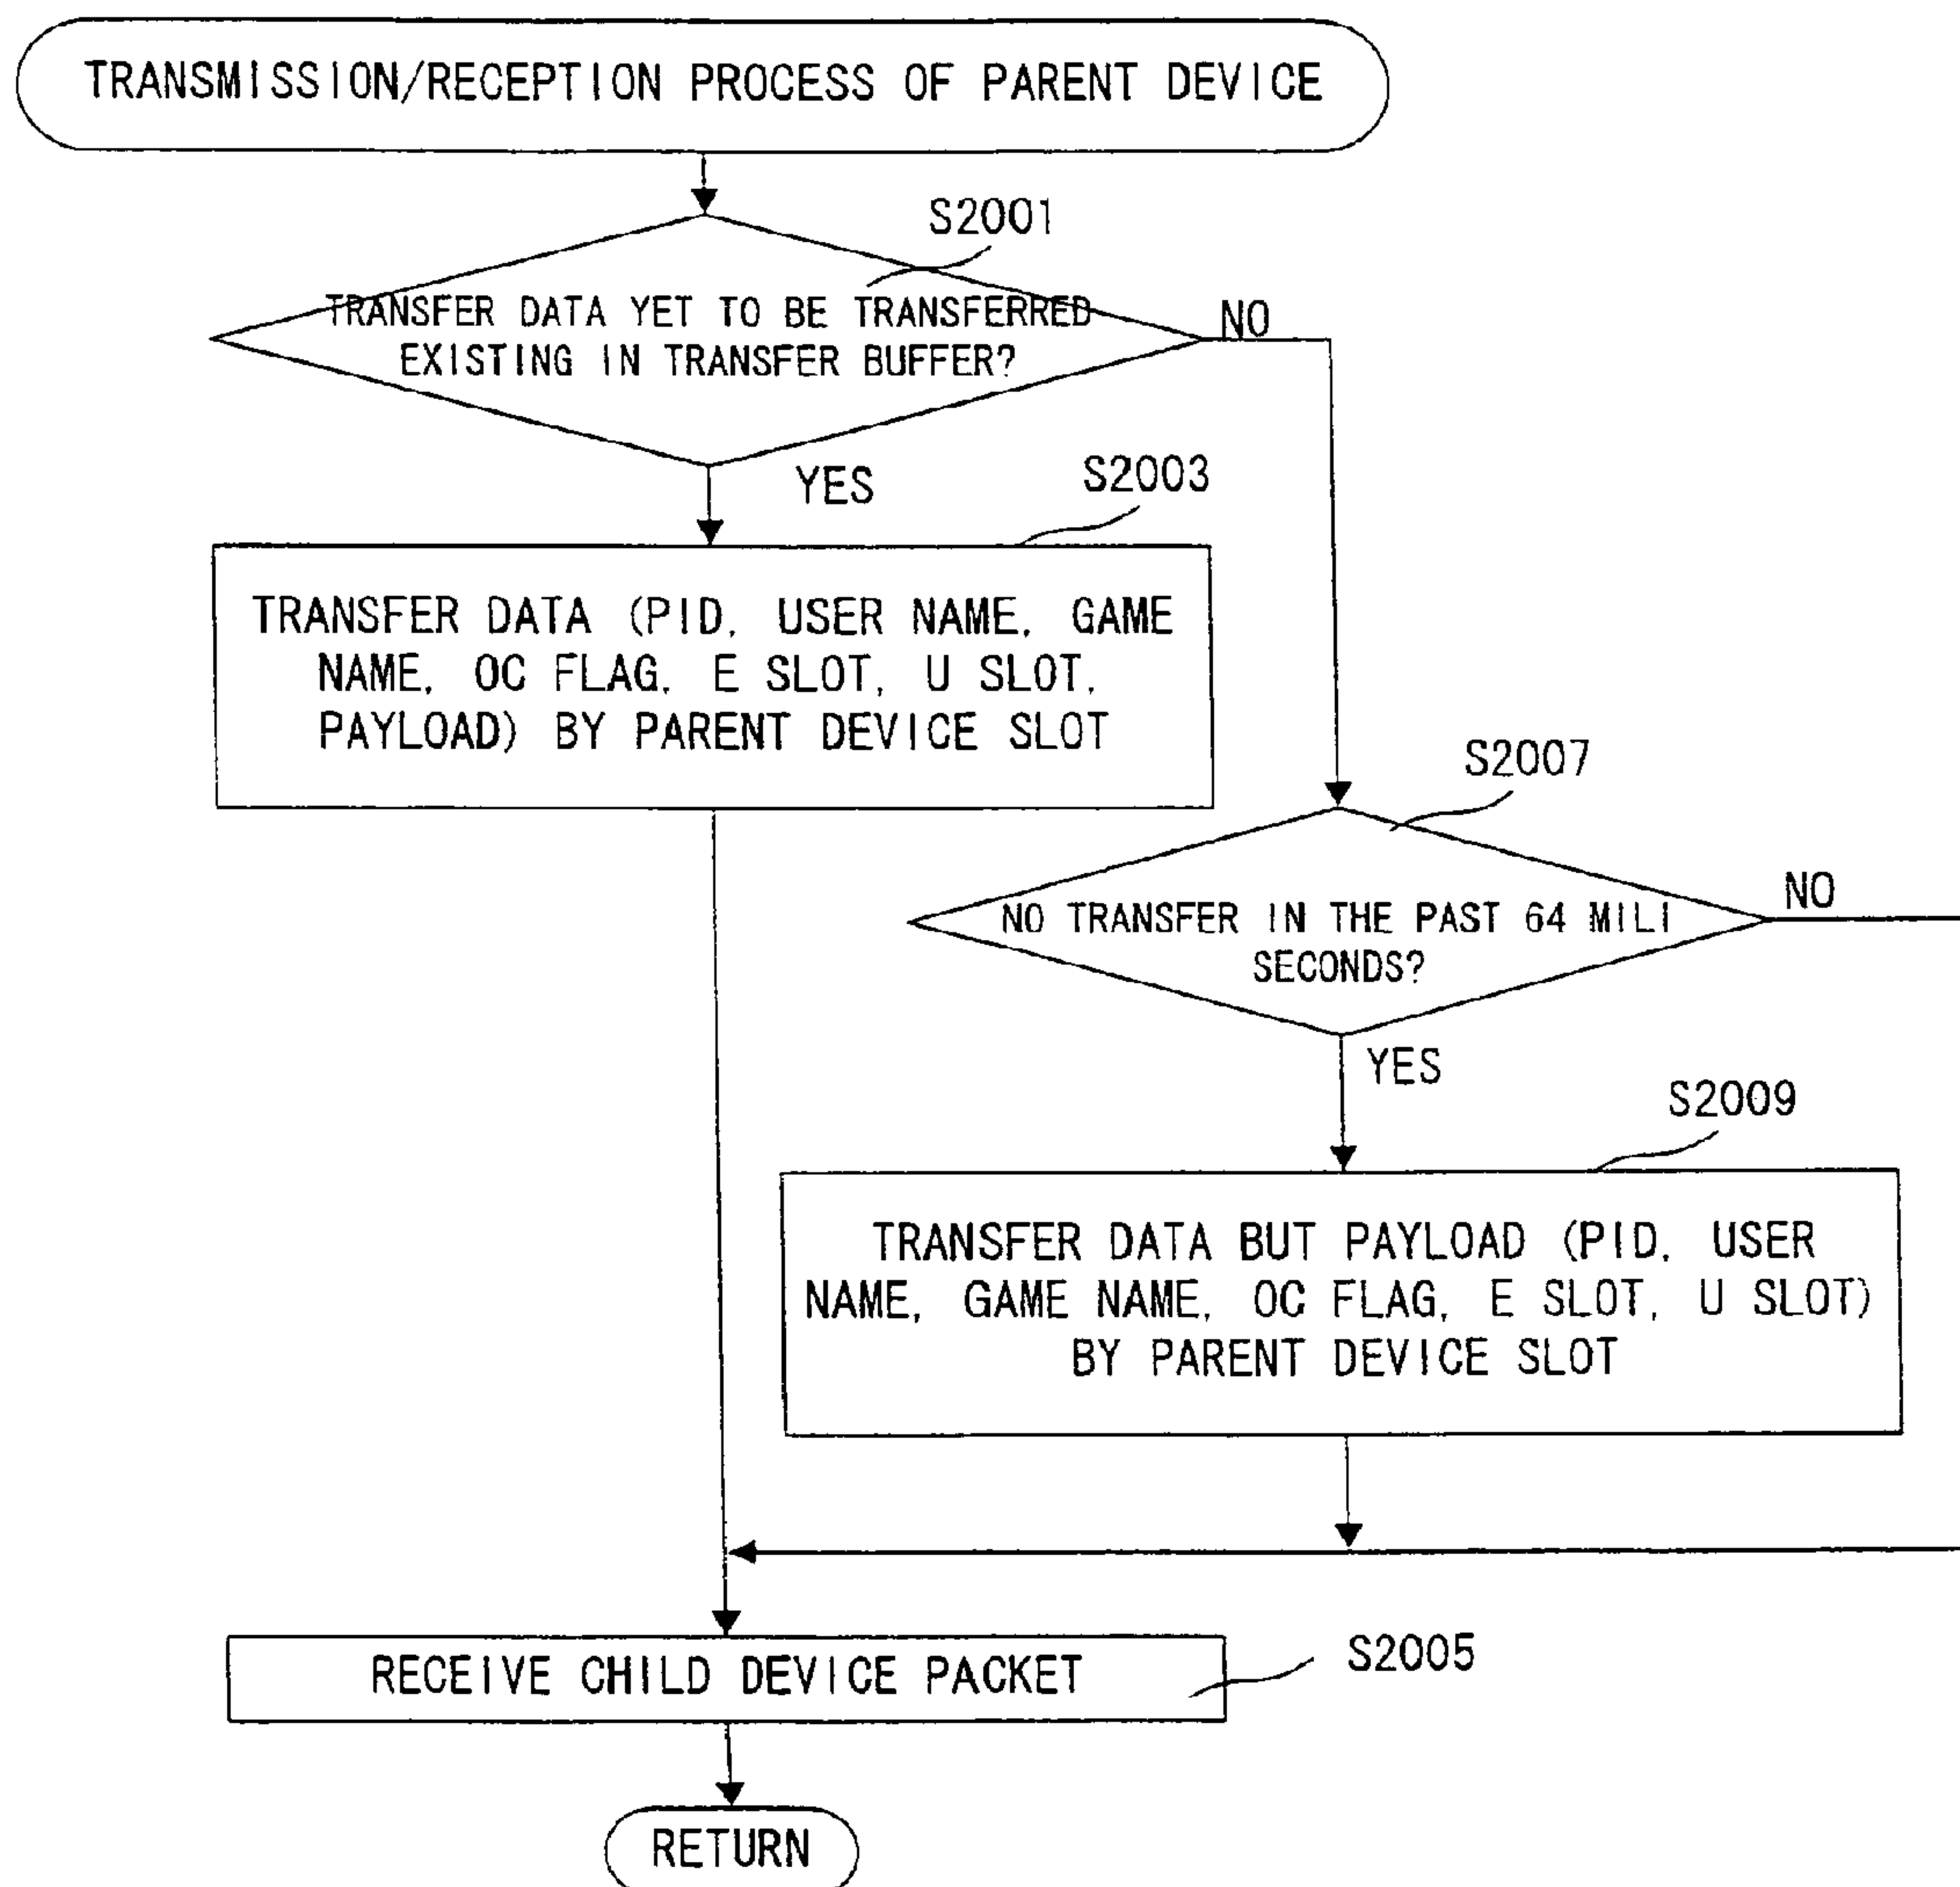 TRANSMISSION/RECEPTION PROCESS OF PARENT DEVICE
S2001
TRANSFER DATA YET TO BE TRANSFERRED
EXISTING IN TRANSFER BUFFER?
NO
YES
S2003
TRANSFER DATA (PID, USER NAME, GAME
NAME, OC FLAG, E SLOT, U SLOT,
PAYLOAD) BY PARENT DEVICE SLOT
S2007
NO TRANSFER IN THE PAST 64 MILI
SECONDS?
NO
YES
S2009
TRANSFER DATA BUT PAYLOAD (PID, USER
NAME, GAME NAME, OC FLAG, E SLOT, U SLOT)
BY PARENT DEVICE SLOT
RECEIVE CHILD DEVICE PACKET
S2005
RETURN